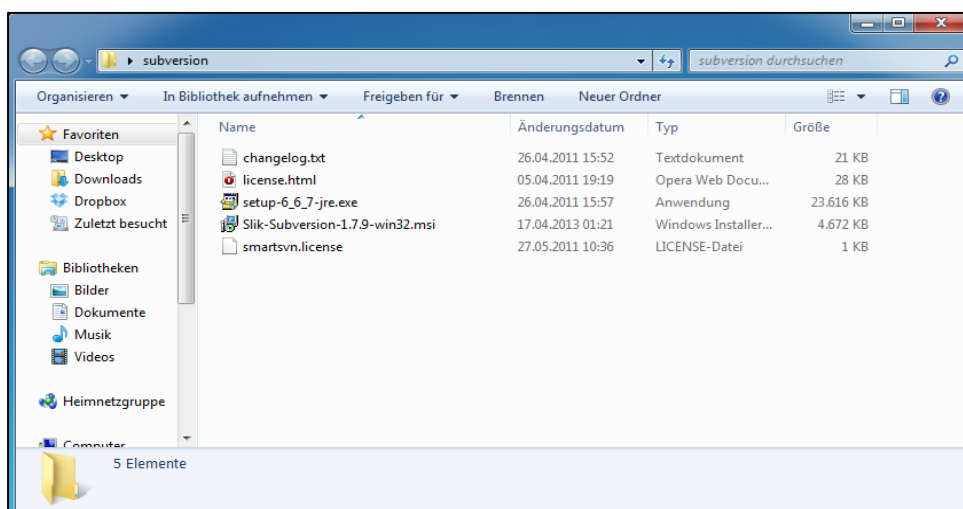 subversion
subversion durchsuchen
Organisieren In Bibliothek aufnehmen Freigeben für Brennen Neuer Ordner
Favoriten
Desktop
Downloads
Dropbox
Zuletzt besucht
Bibliotheken
Bilder
Dokumente
Musik
Videos
Heimnetzgruppe
Computer
Name Änderungsdatum Typ Größe
changelog.txt 26.04.2011 15:52 Textdokument 21 KB
license.html 05.04.2011 19:19 Opera Web Docu... 28 KB
setup-6_6_7-jre.exe 26.04.2011 15:57 Anwendung 23.616 KB
Slik-Subversion-1.7.9-win32.msi 17.04.2013 01:21 Windows Installer... 4.672 KB
smartsvn.license 27.05.2011 10:36 LICENSE-Datei 1 KB
5 Elemente